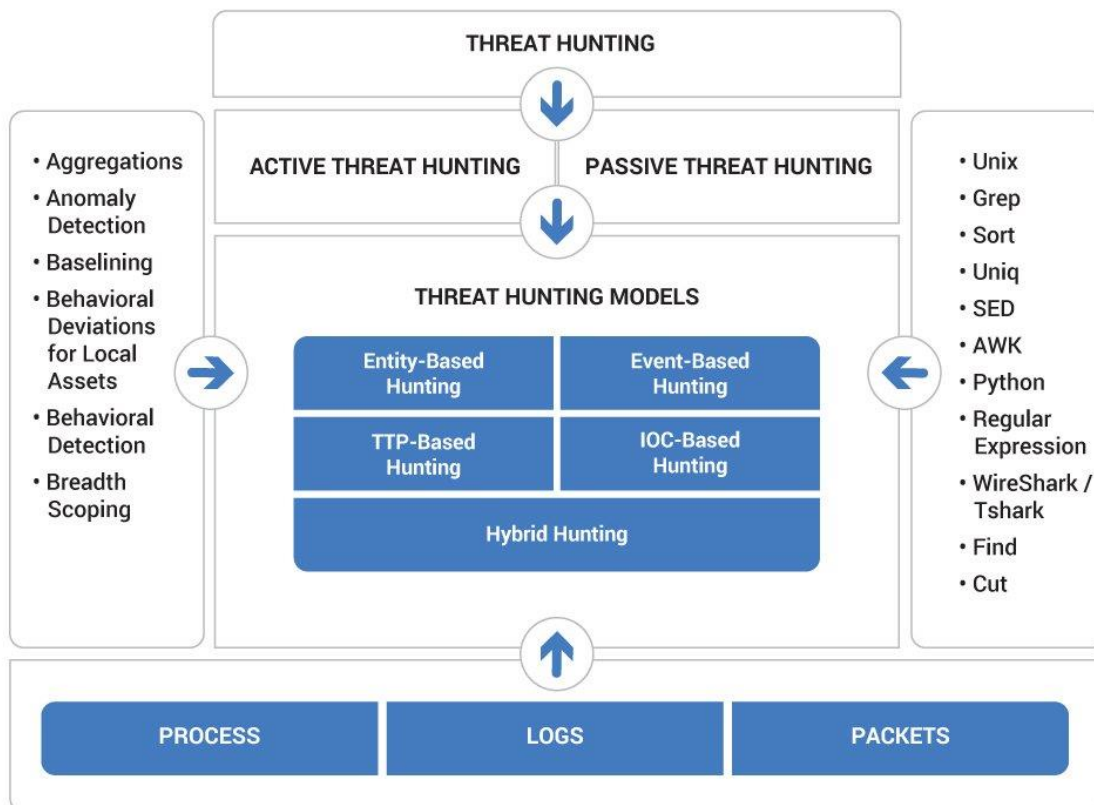 THREAT HUNTING
ACTIVE THREAT HUNTING
PASSIVE THREAT HUNTING
• Aggregations
• Anomaly
Detection
• Baselining
• Behavioral
Deviations
for Local
Assets
• Behavioral
Detection
• Breadth
Scoping
THREAT HUNTING MODELS
Entity-Based
Hunting
Event-Based
Hunting
TTP-Based
Hunting
IOC-Based
Hunting
Hybrid Hunting
• Unix
• Grep
• Sort
• Uniq
• SED
• AWK
• Python
• Regular
Expression
• WireShark /
Tshark
• Find
• Cut
PROCESS
LOGS
PACKETS